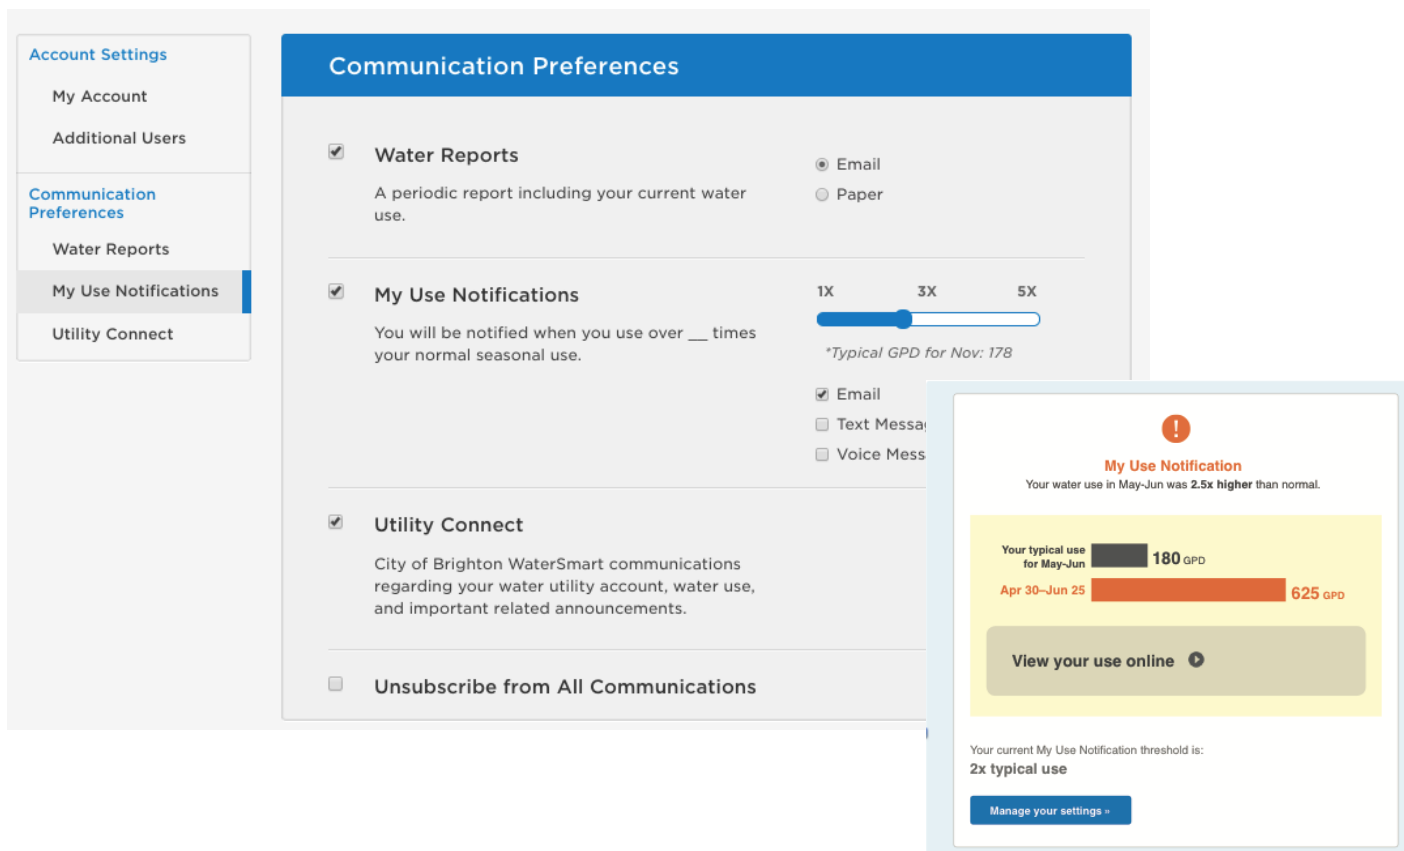 Account Settings
My Account
Additional Users
Communication
Preferences
Water Reports
My Use Notifications
Utility Connect
Communication Preferences
Water Reports
A periodic report including your current water
use.
Email
Paper
My Use Notifications
You will be notified when you use over __ times
your normal seasonal use.
1X 3X 5X
*Typical GPD for Nov: 178
Email
Text Messa
Voice Mess
Utility Connect
City of Brighton WaterSmart communications
regarding your water utility account, water use,
and important related announcements.
Unsubscribe from All Communications
!
My Use Notification
Your water use in May-Jun was 2.5x higher than normal.
Your typical use
for May-Jun
180 GPD
Apr 30–Jun 25
625 GPD
View your use online
Your current My Use Notification threshold is:
2x typical use
Manage your settings »